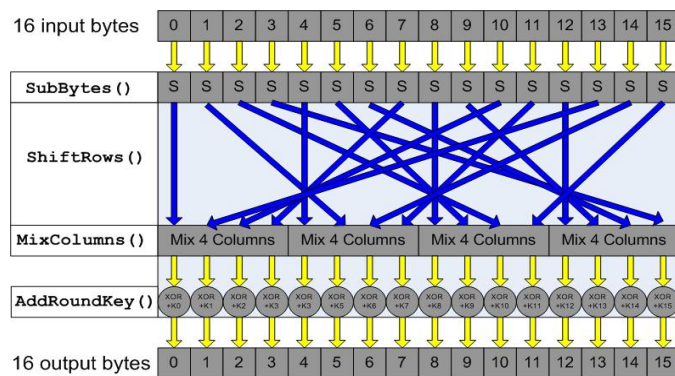 16 input bytes 0 1 2 3 4 5 6 7 8 9 10 11 12 13 14 15
SubBytes() S S S S S S S S S S S S S S S S
ShiftRows()
MixColumns() Mix 4 Columns Mix 4 Columns Mix 4 Columns Mix 4 Columns
XOR XOR XOR XOR XOR XOR XOR XOR XOR XOR XOR XOR XOR XOR XOR XOR
AddRoundKey() +K0 +K1 +K2 +K3 +K3 +K5 +K6 +K7 +K8 +K9 +K10 +K11 +K12 +K13 +K14 +K15
16 output bytes 0 1 2 3 4 5 6 7 8 9 10 11 12 13 14 15